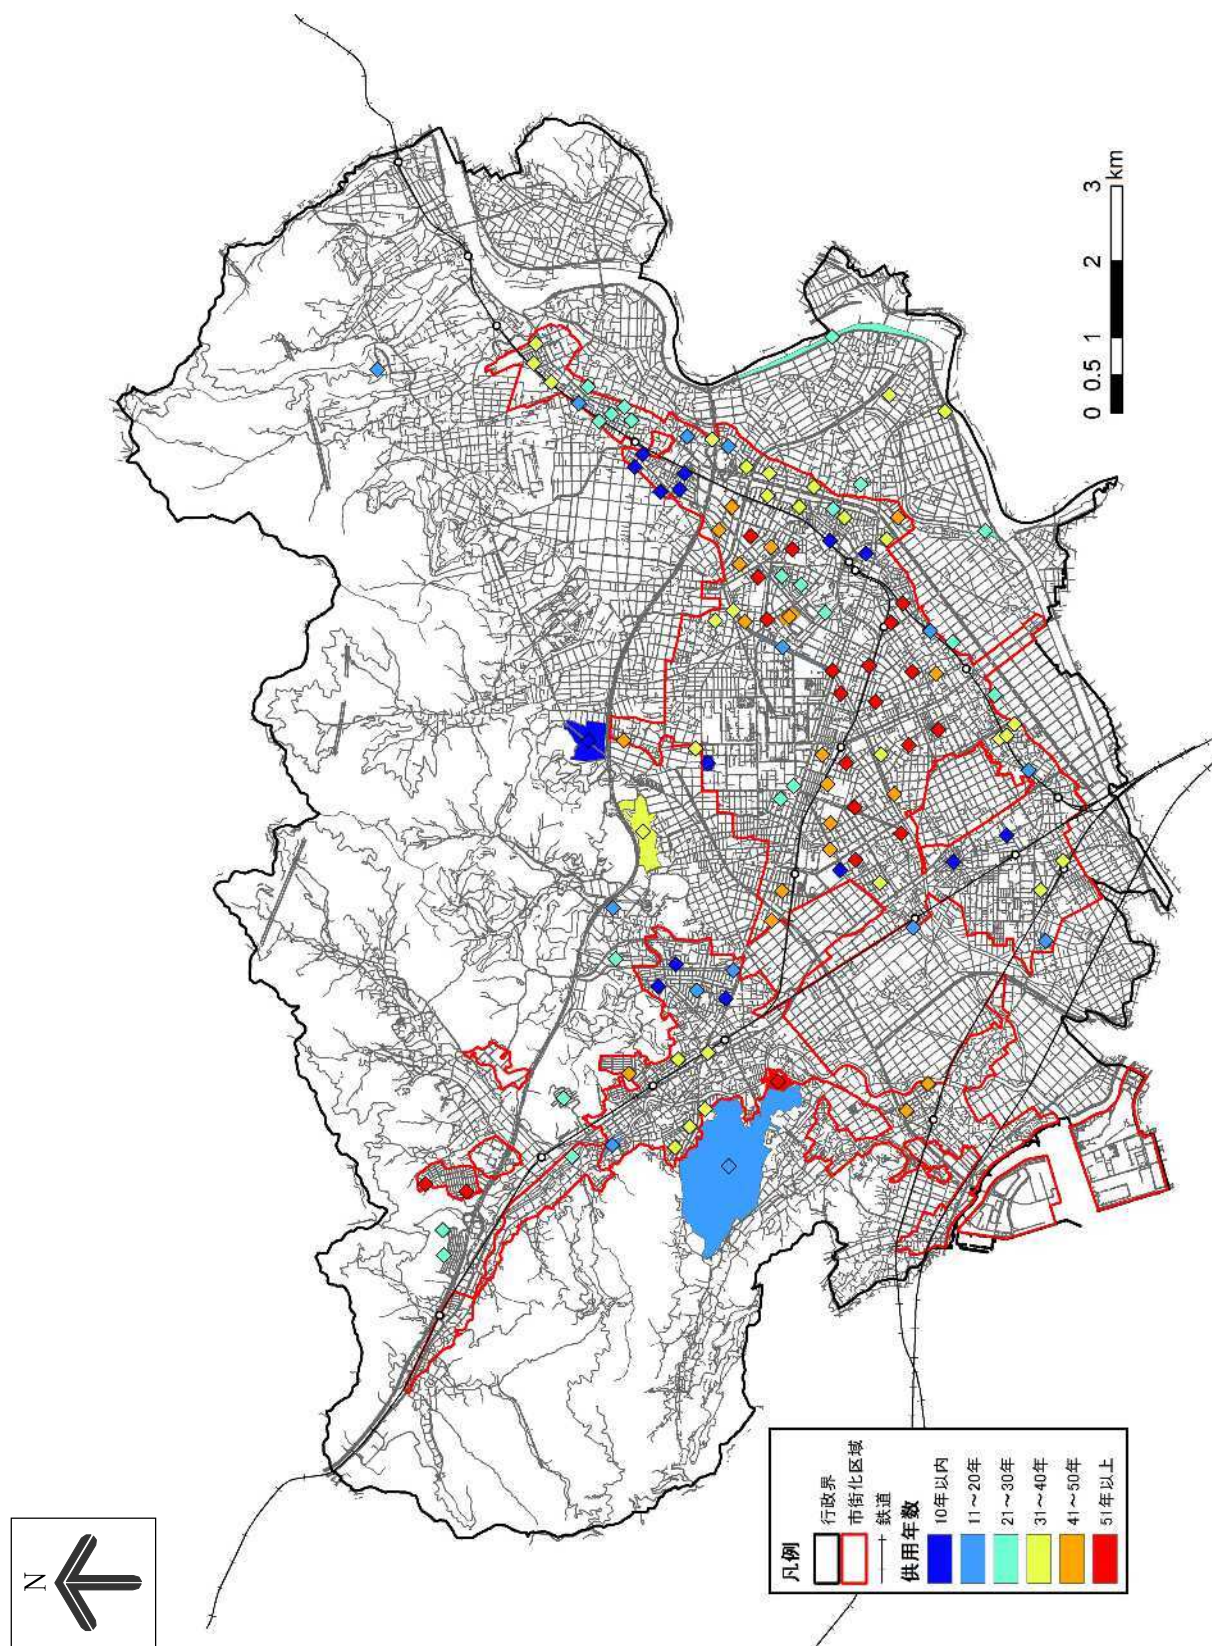 N
0 0.5 1 2 3
km
凡例
行政界
市街化区域
鉄道
供用年数
10年以内
11～20年
21～30年
31～40年
41～50年
51年以上